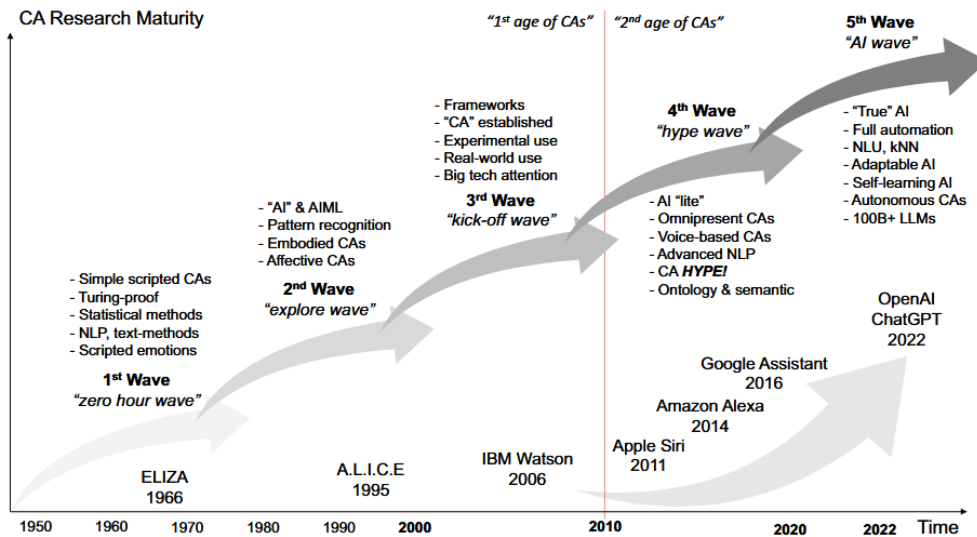 CA Research Maturity
"1st age of CAs"
"2nd age of CAs"
5th Wave
"AI wave"
- "True" AI
- Full automation
- NLU, kNN
- Adaptable AI
- Self-learning AI
- Autonomous CAs
- 100B+ LLMs
4th Wave
"hype wave"
- AI "lite"
- Omnipresent CAs
- Voice-based CAs
- Advanced NLP
- CA HYPE!
- Ontology & semantic
- Frameworks
- "CA" established
- Experimental use
- Real-world use
- Big tech attention
3rd Wave
"kick-off wave"
- "AI" & AIML
- Pattern recognition
- Embodied CAs
- Affective CAs
2nd Wave
"explore wave"
- Simple scripted CAs
- Turing-proof
- Statistical methods
- NLP, text-methods
- Scripted emotions
1st Wave
"zero hour wave"
ELIZA
1966
A.L.I.C.E
1995
IBM Watson
2006
Apple Siri
2011
Amazon Alexa
2014
Google Assistant
2016
OpenAI
ChatGPT
2022
1950 1960 1970 1980 1990 2000 2010 2020 2022 Time